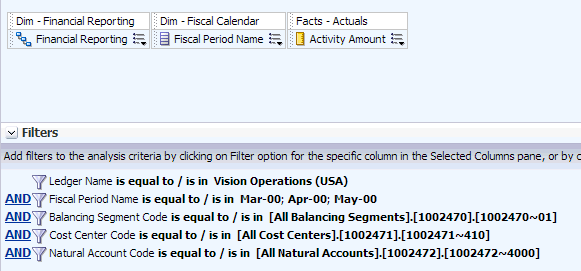 Dim - Financial Reporting Dim - Fiscal Calendar Facts - Actuals
Financial Reporting Fiscal Period Name Activity Amount
Filters
Add filters to the analysis criteria by clicking on Filter option for the specific column in the Selected Columns pane, or by c
Ledger Name is equal to / is in Vision Operations (USA)
AND Fiscal Period Name is equal to / is in Mar-00; Apr-00; May-00
AND Balancing Segment Code is equal to / is in [All Balancing Segments].[1002470].[1002470~01]
AND Cost Center Code is equal to / is in [All Cost Centers].[1002471].[1002471~410]
AND Natural Account Code is equal to / is in [All Natural Accounts].[1002472].[1002472~4000]